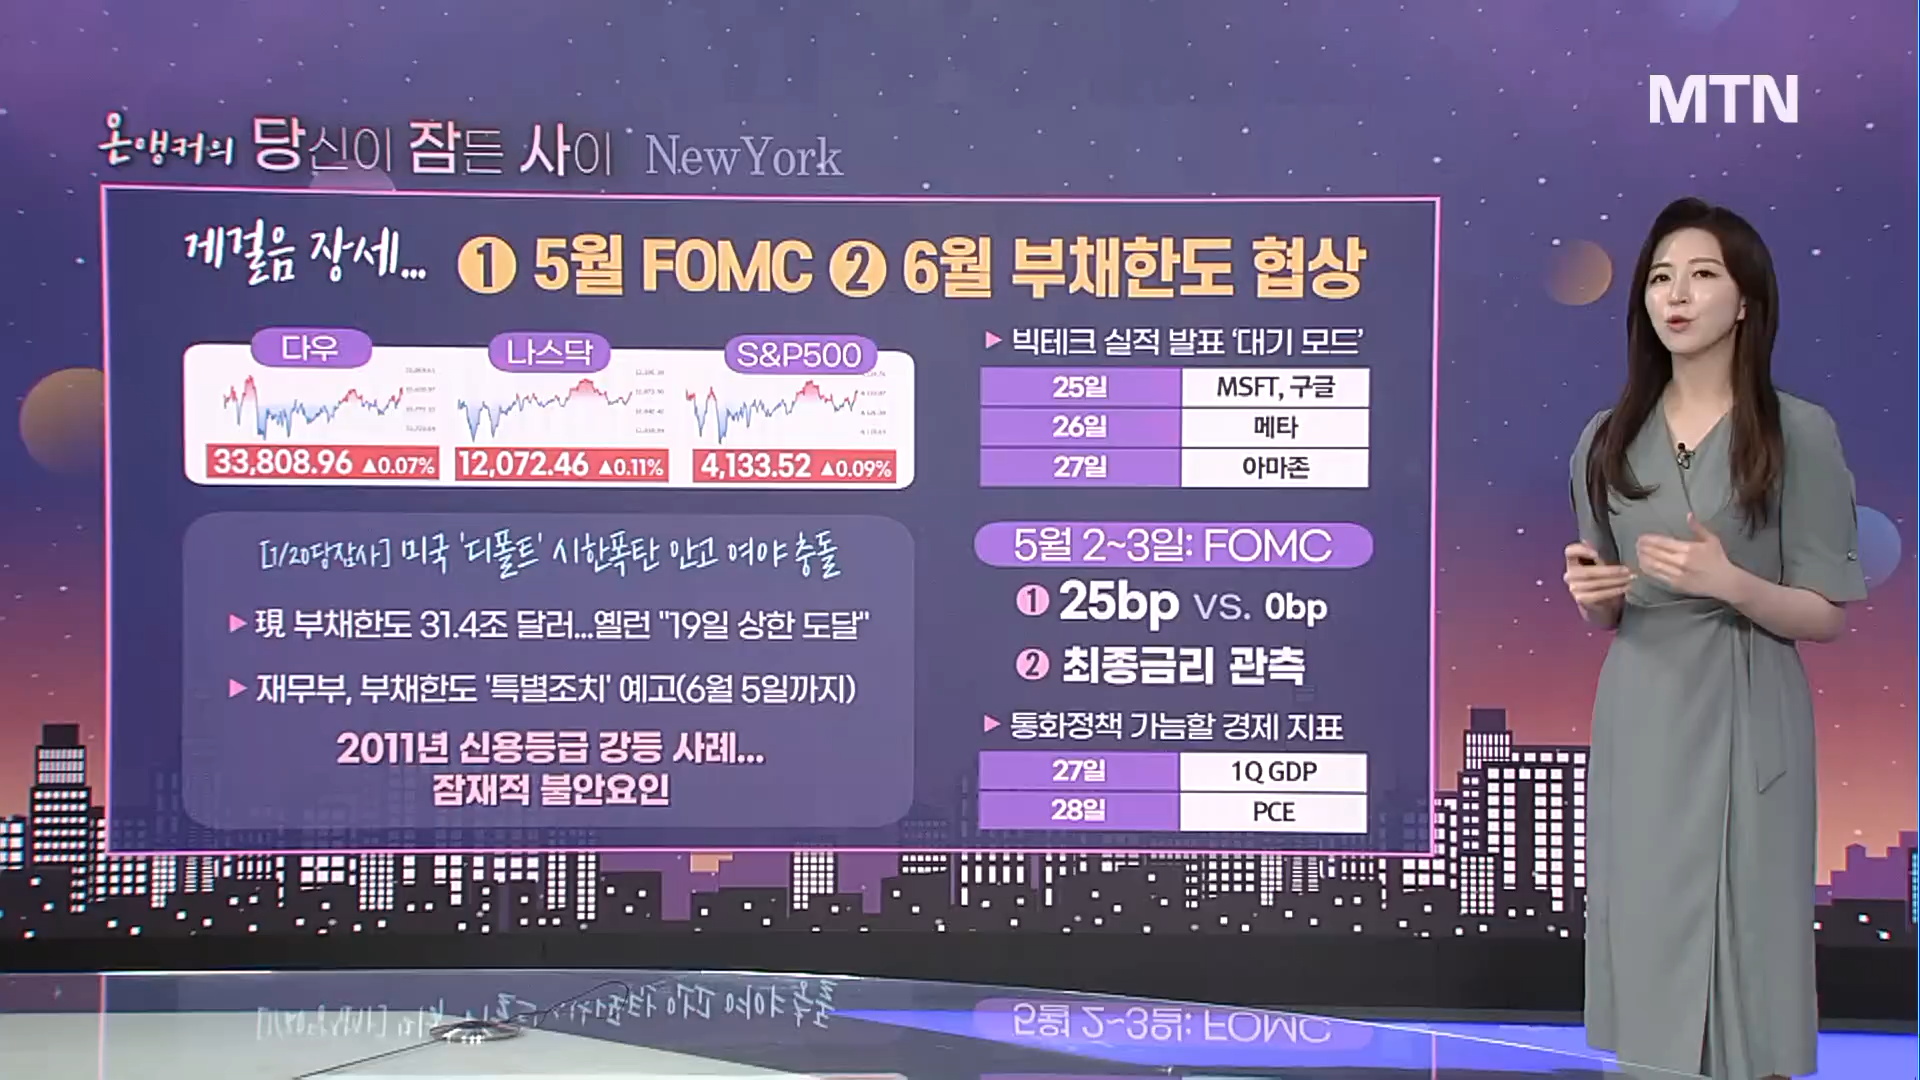 MTN
온앵커의 당신이 잠든 사이 NewYork
게걸음 장세... ① 5월 FOMC ② 6월 부채한도 협상
다우 나스닥 S&P500
33,808.96 ▲0.07% 12,072.46 ▲0.11% 4,133.52 ▲0.09%
[1/20당잠사] 미국 '디폴트' 시한폭탄 안고 여야 충돌
▶ 現 부채한도 31.4조 달러...옐런 "19일 상한 도달"
▶ 재무부, 부채한도 '특별조치' 예고(6월 5일까지)
2011년 신용등급 강등 사례...
잠재적 불안요인
▶ 빅테크 실적 발표 '대기 모드'
25일 MSFT, 구글
26일 메타
27일 아마존
5월 2~3일: FOMC
① 25bp vs. 0bp
② 최종금리 관측
▶ 통화정책 가늠할 경제 지표
27일 1Q GDP
28일 PCE